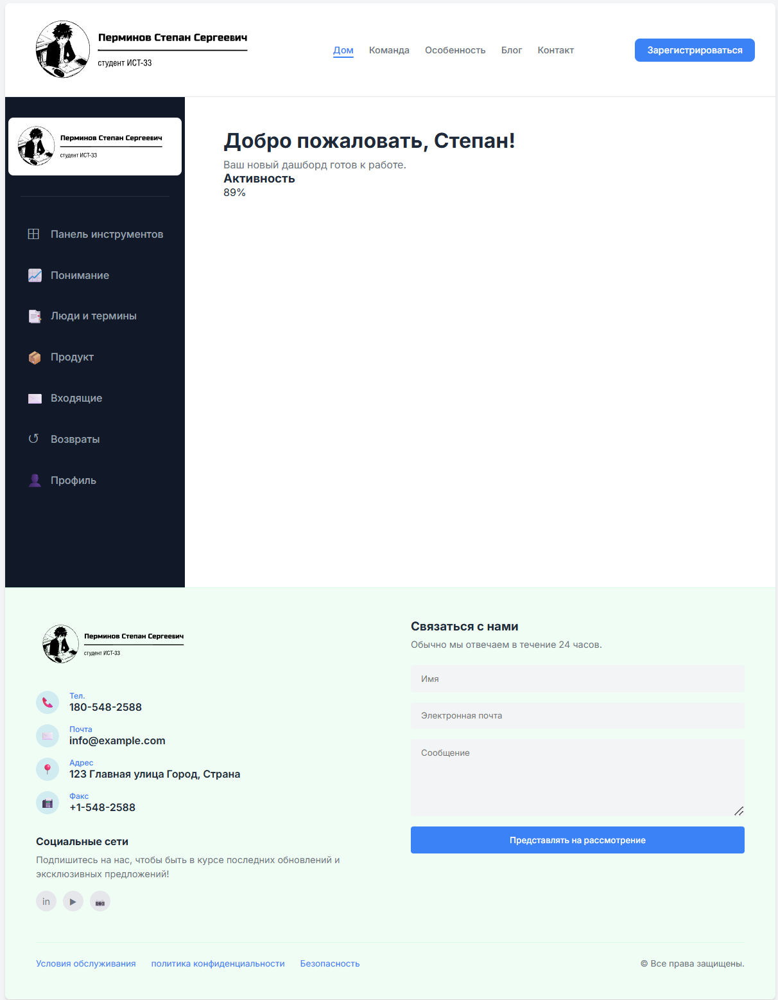 Перминов Степан Сергеевич
студент ИСТ-33
Дом Команда Особенность Блог Контакт
Зарегистрироваться
Перминов Степан Сергеевич
студент ИСТ-33
Панель инструментов
Понимание
Люди и термины
Продукт
Входящие
Возвраты
Профиль
Добро пожаловать, Степан!
Ваш новый дашборд готов к работе.
Активность
89%
Перминов Степан Сергеевич
студент ИСТ-33
Тел.
180-548-2588
Почта
info@example.com
Адрес
123 Главная улица Город, Страна
Факс
+1-548-2588
Социальные сети
Подпишитесь на нас, чтобы быть в курсе последних обновлений и
эксклюзивных предложений!
in
Связаться с нами
Обычно мы отвечаем в течение 24 часов.
Имя
Электронная почта
Сообщение
Представлять на рассмотрение
Условия обслуживания политика конфиденциальности Безопасность
© Все права защищены.